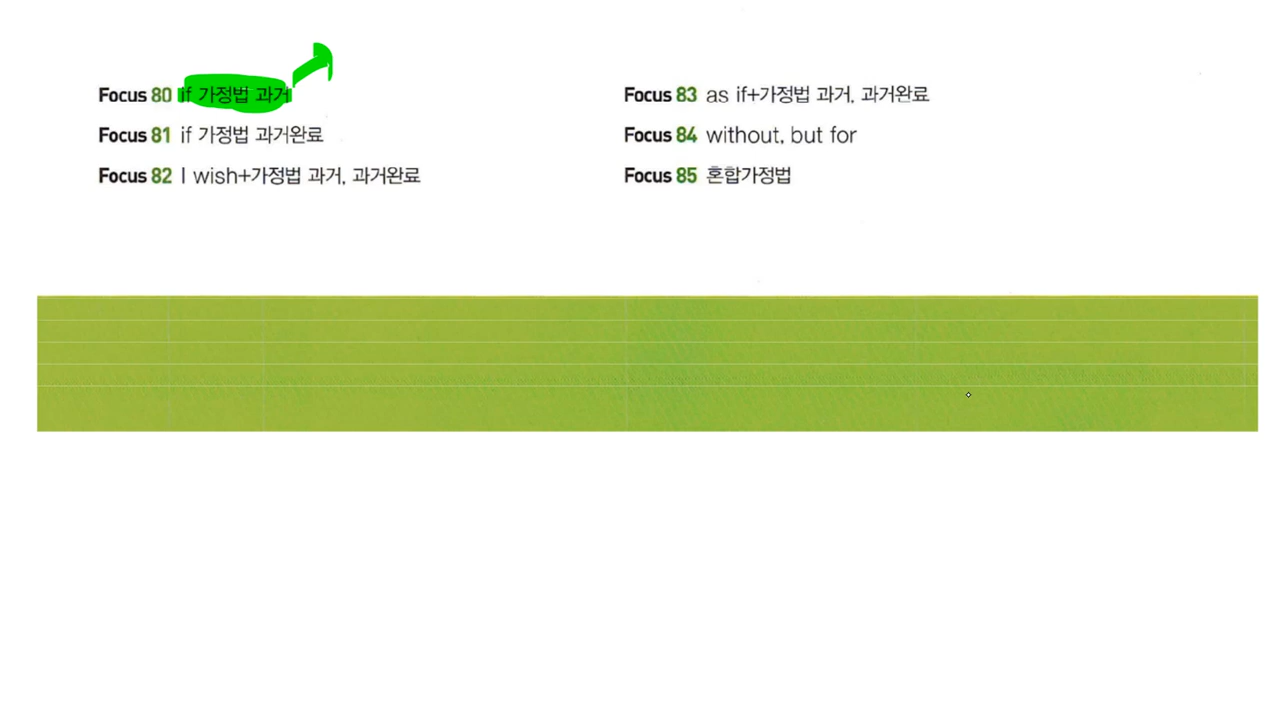 Focus 80 if 가정법 과거
Focus 81 if 가정법 과거완료
Focus 82 I wish+가정법 과거, 과거완료
Focus 83 as if+가정법 과거, 과거완료
Focus 84 without, but for
Focus 85 혼합가정법